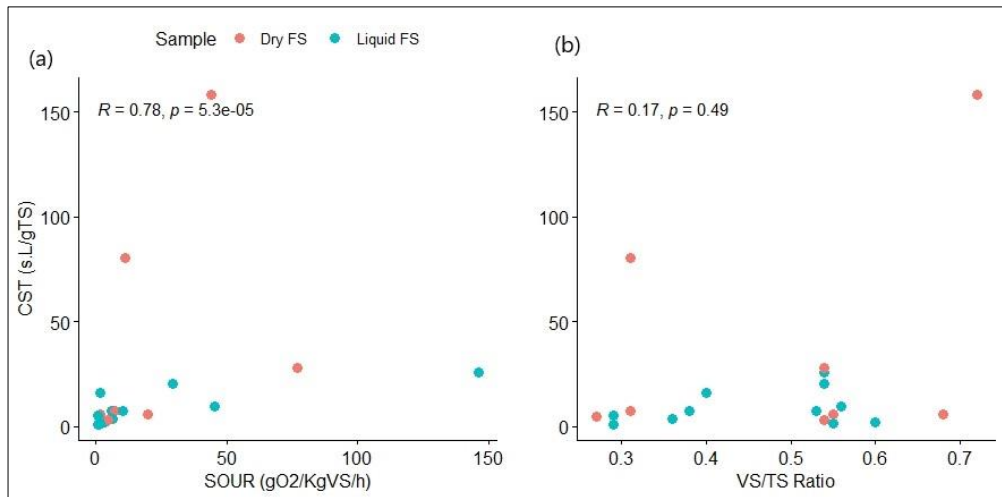 Sample Dry FS Liquid FS
(a)
(b)
R = 0.78, p = 5.3e-05
R = 0.17, p = 0.49
CST (s.L/gTS)
150
100
50
0
0 50 100 150
SOUR (gO2/KgVS/h)
150
100
50
0
0.3 0.4 0.5 0.6 0.7
VS/TS Ratio